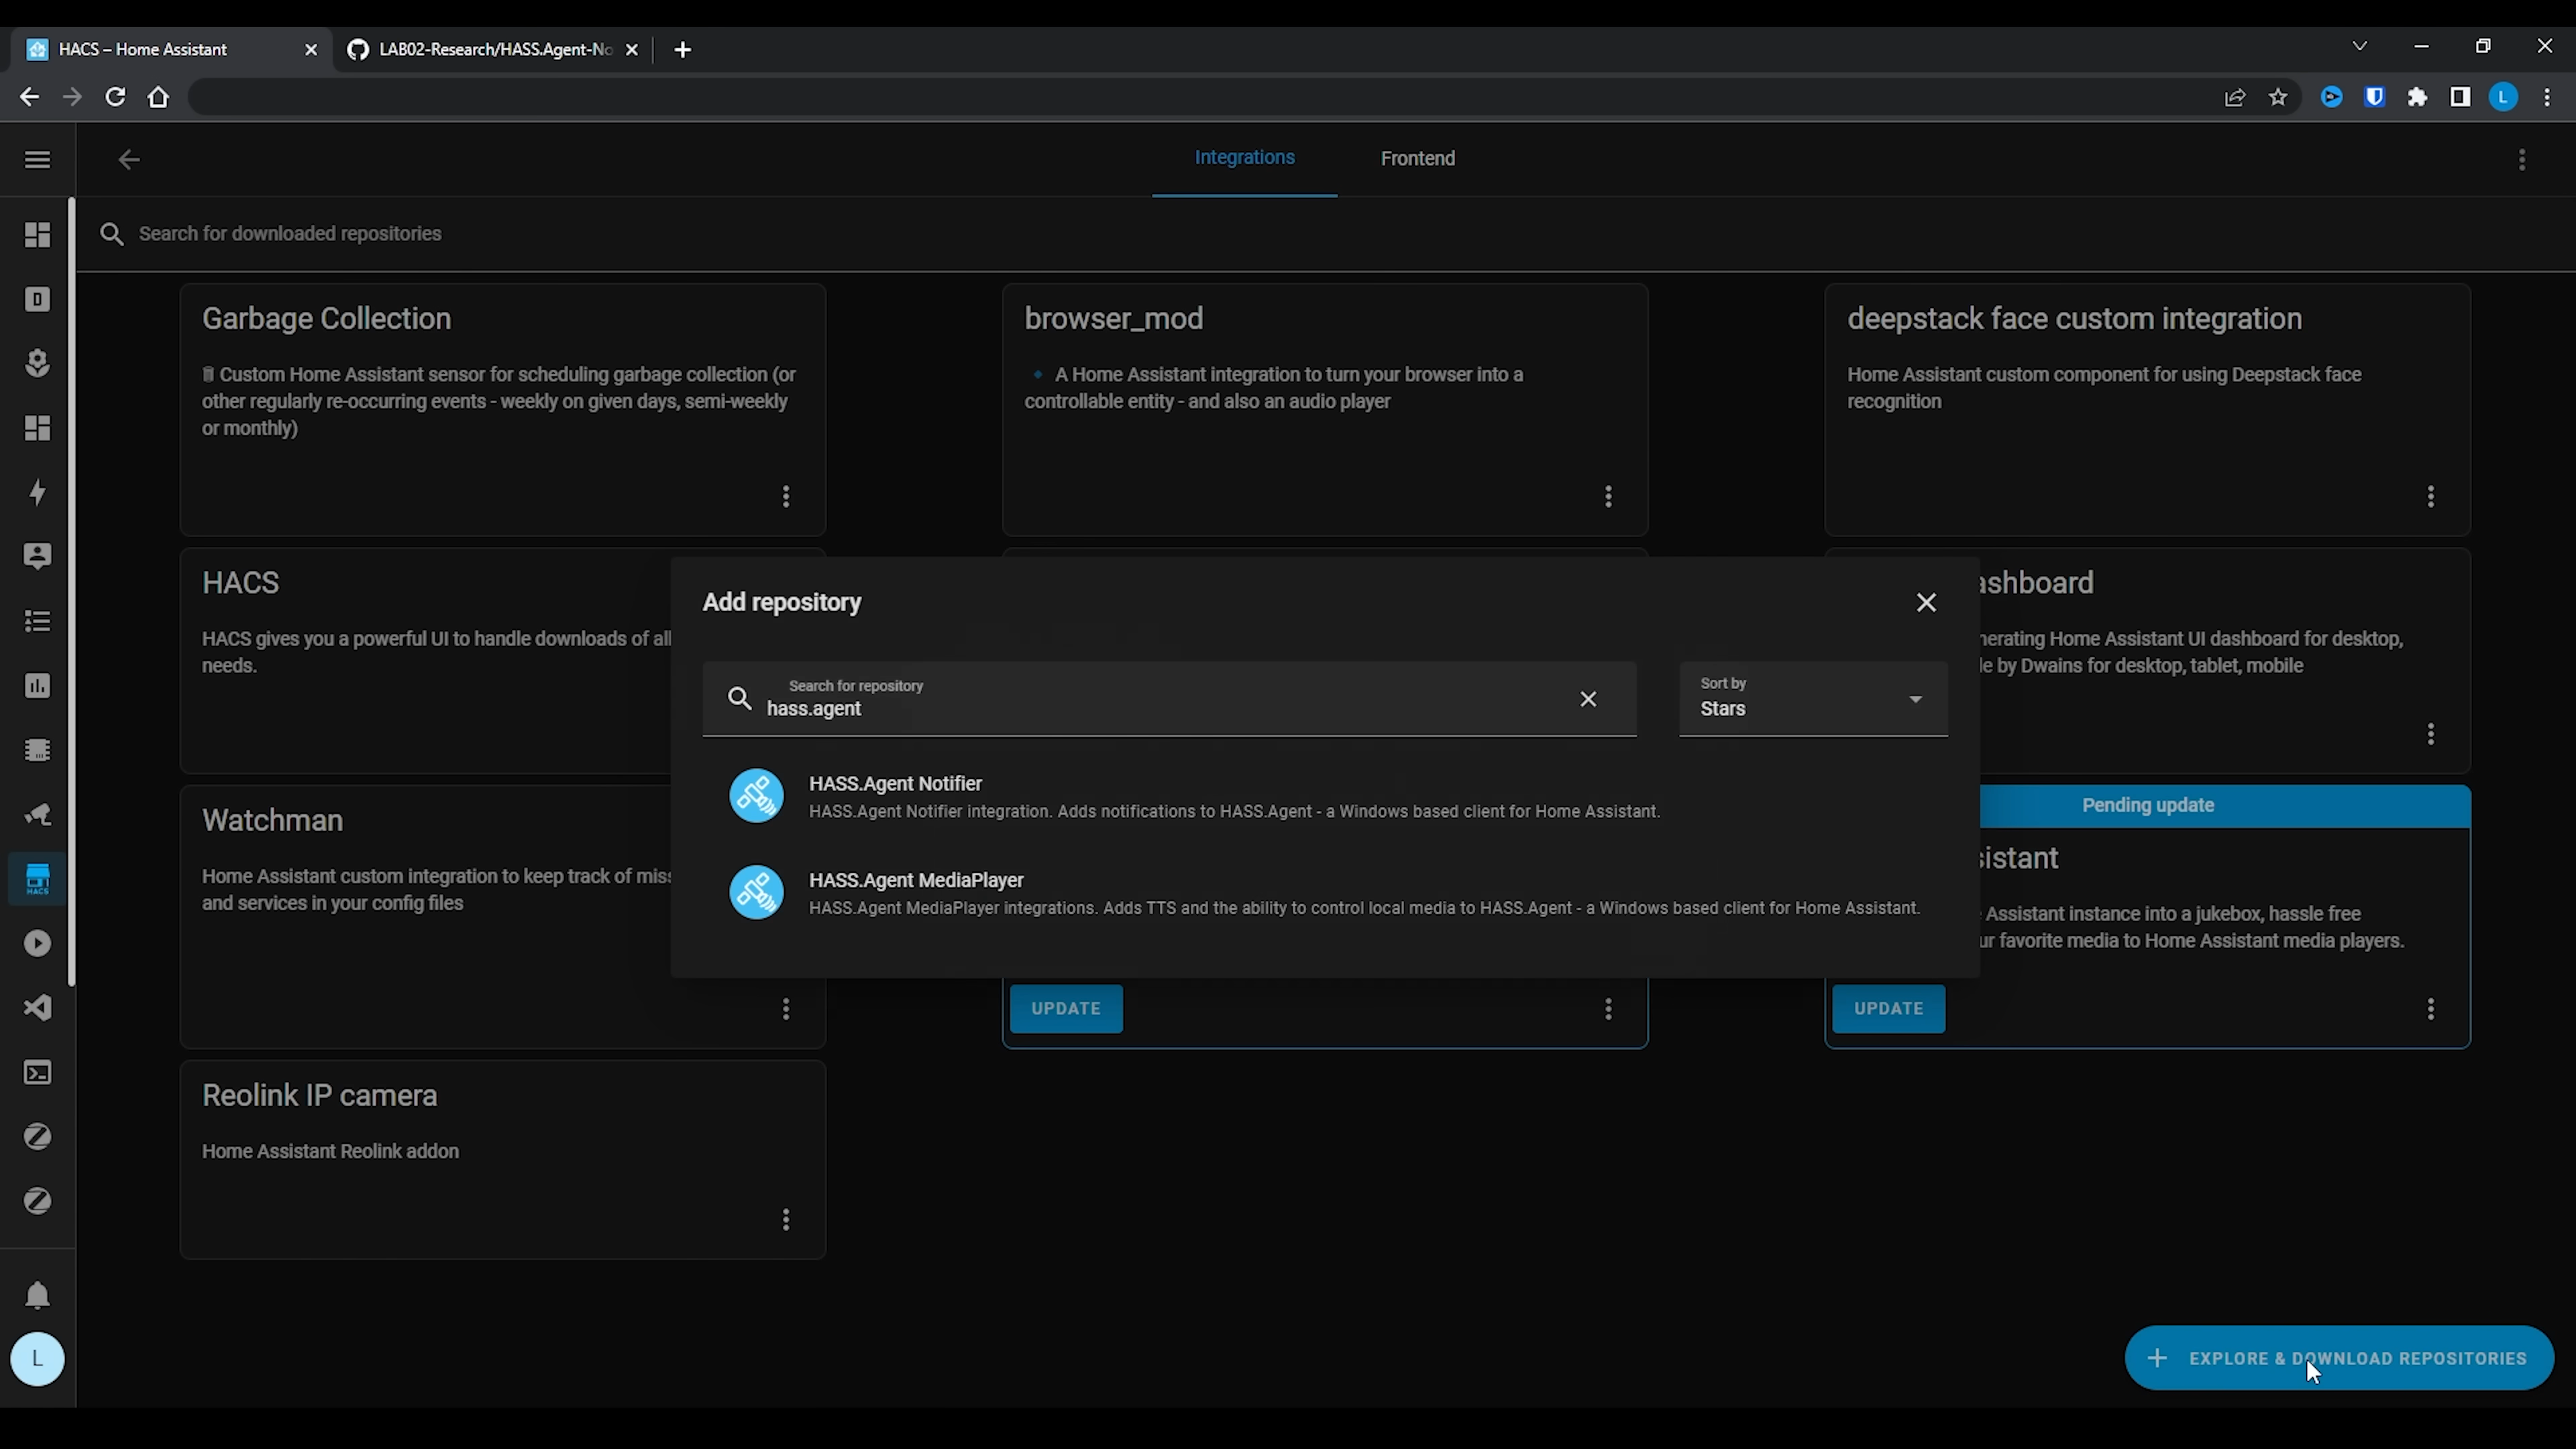 HACS – Home Assistant
LAB02-Research/HASS.Agent-No
L
Integrations
Frontend
Search for downloaded repositories
D
Garbage Collection
Custom Home Assistant sensor for scheduling garbage collection (or
other regularly re-occurring events - weekly on given days, semi-weekly
or monthly)
browser_mod
🔹 A Home Assistant integration to turn your browser into a
controllable entity - and also an audio player
deepstack face custom integration
Home Assistant custom component for using Deepstack face
recognition
HACS
HACS gives you a powerful UI to handle downloads of all
needs.
ashboard
nerating Home Assistant UI dashboard for desktop,
le by Dwains for desktop, tablet, mobile
Add repository
Search for repository
hass.agent
Sort by
Stars
HASS.Agent Notifier
HASS.Agent Notifier integration. Adds notifications to HASS.Agent - a Windows based client for Home Assistant.
HASS.Agent MediaPlayer
HASS.Agent MediaPlayer integrations. Adds TTS and the ability to control local media to HASS.Agent - a Windows based client for Home Assistant.
Watchman
Home Assistant custom integration to keep track of miss
and services in your config files
HACS
Pending update
sistant
Assistant instance into a jukebox, hassle free
ur favorite media to Home Assistant media players.
UPDATE
UPDATE
Reolink IP camera
Home Assistant Reolink addon
L
EXPLORE & DOWNLOAD REPOSITORIES